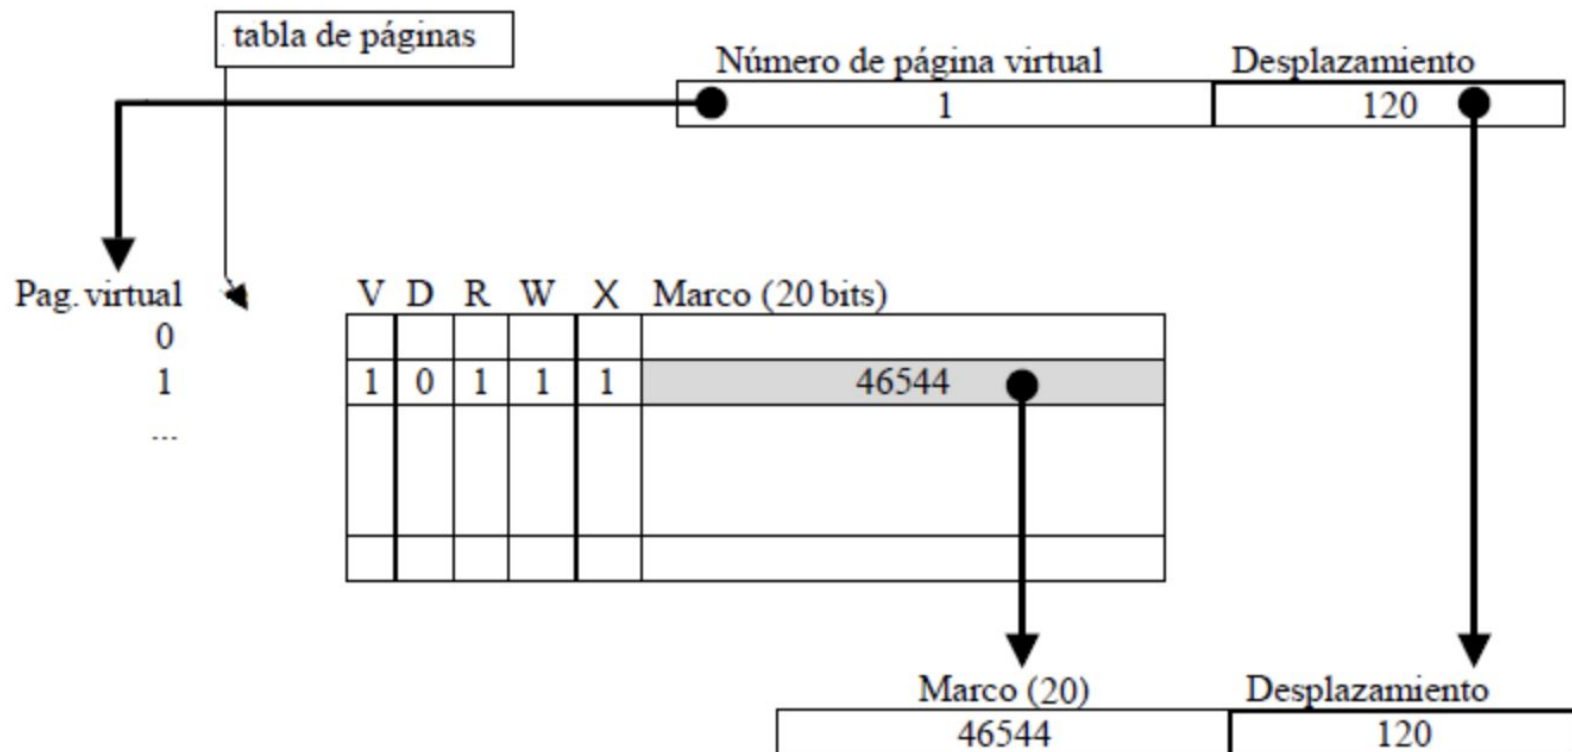 tabla de páginas
Número de página virtual Desplazamiento
1 120
Pag. virtual V D R W X Marco (20 bits)
0
1 1 0 1 1 1 46544
...
Marco (20) Desplazamiento
46544 120